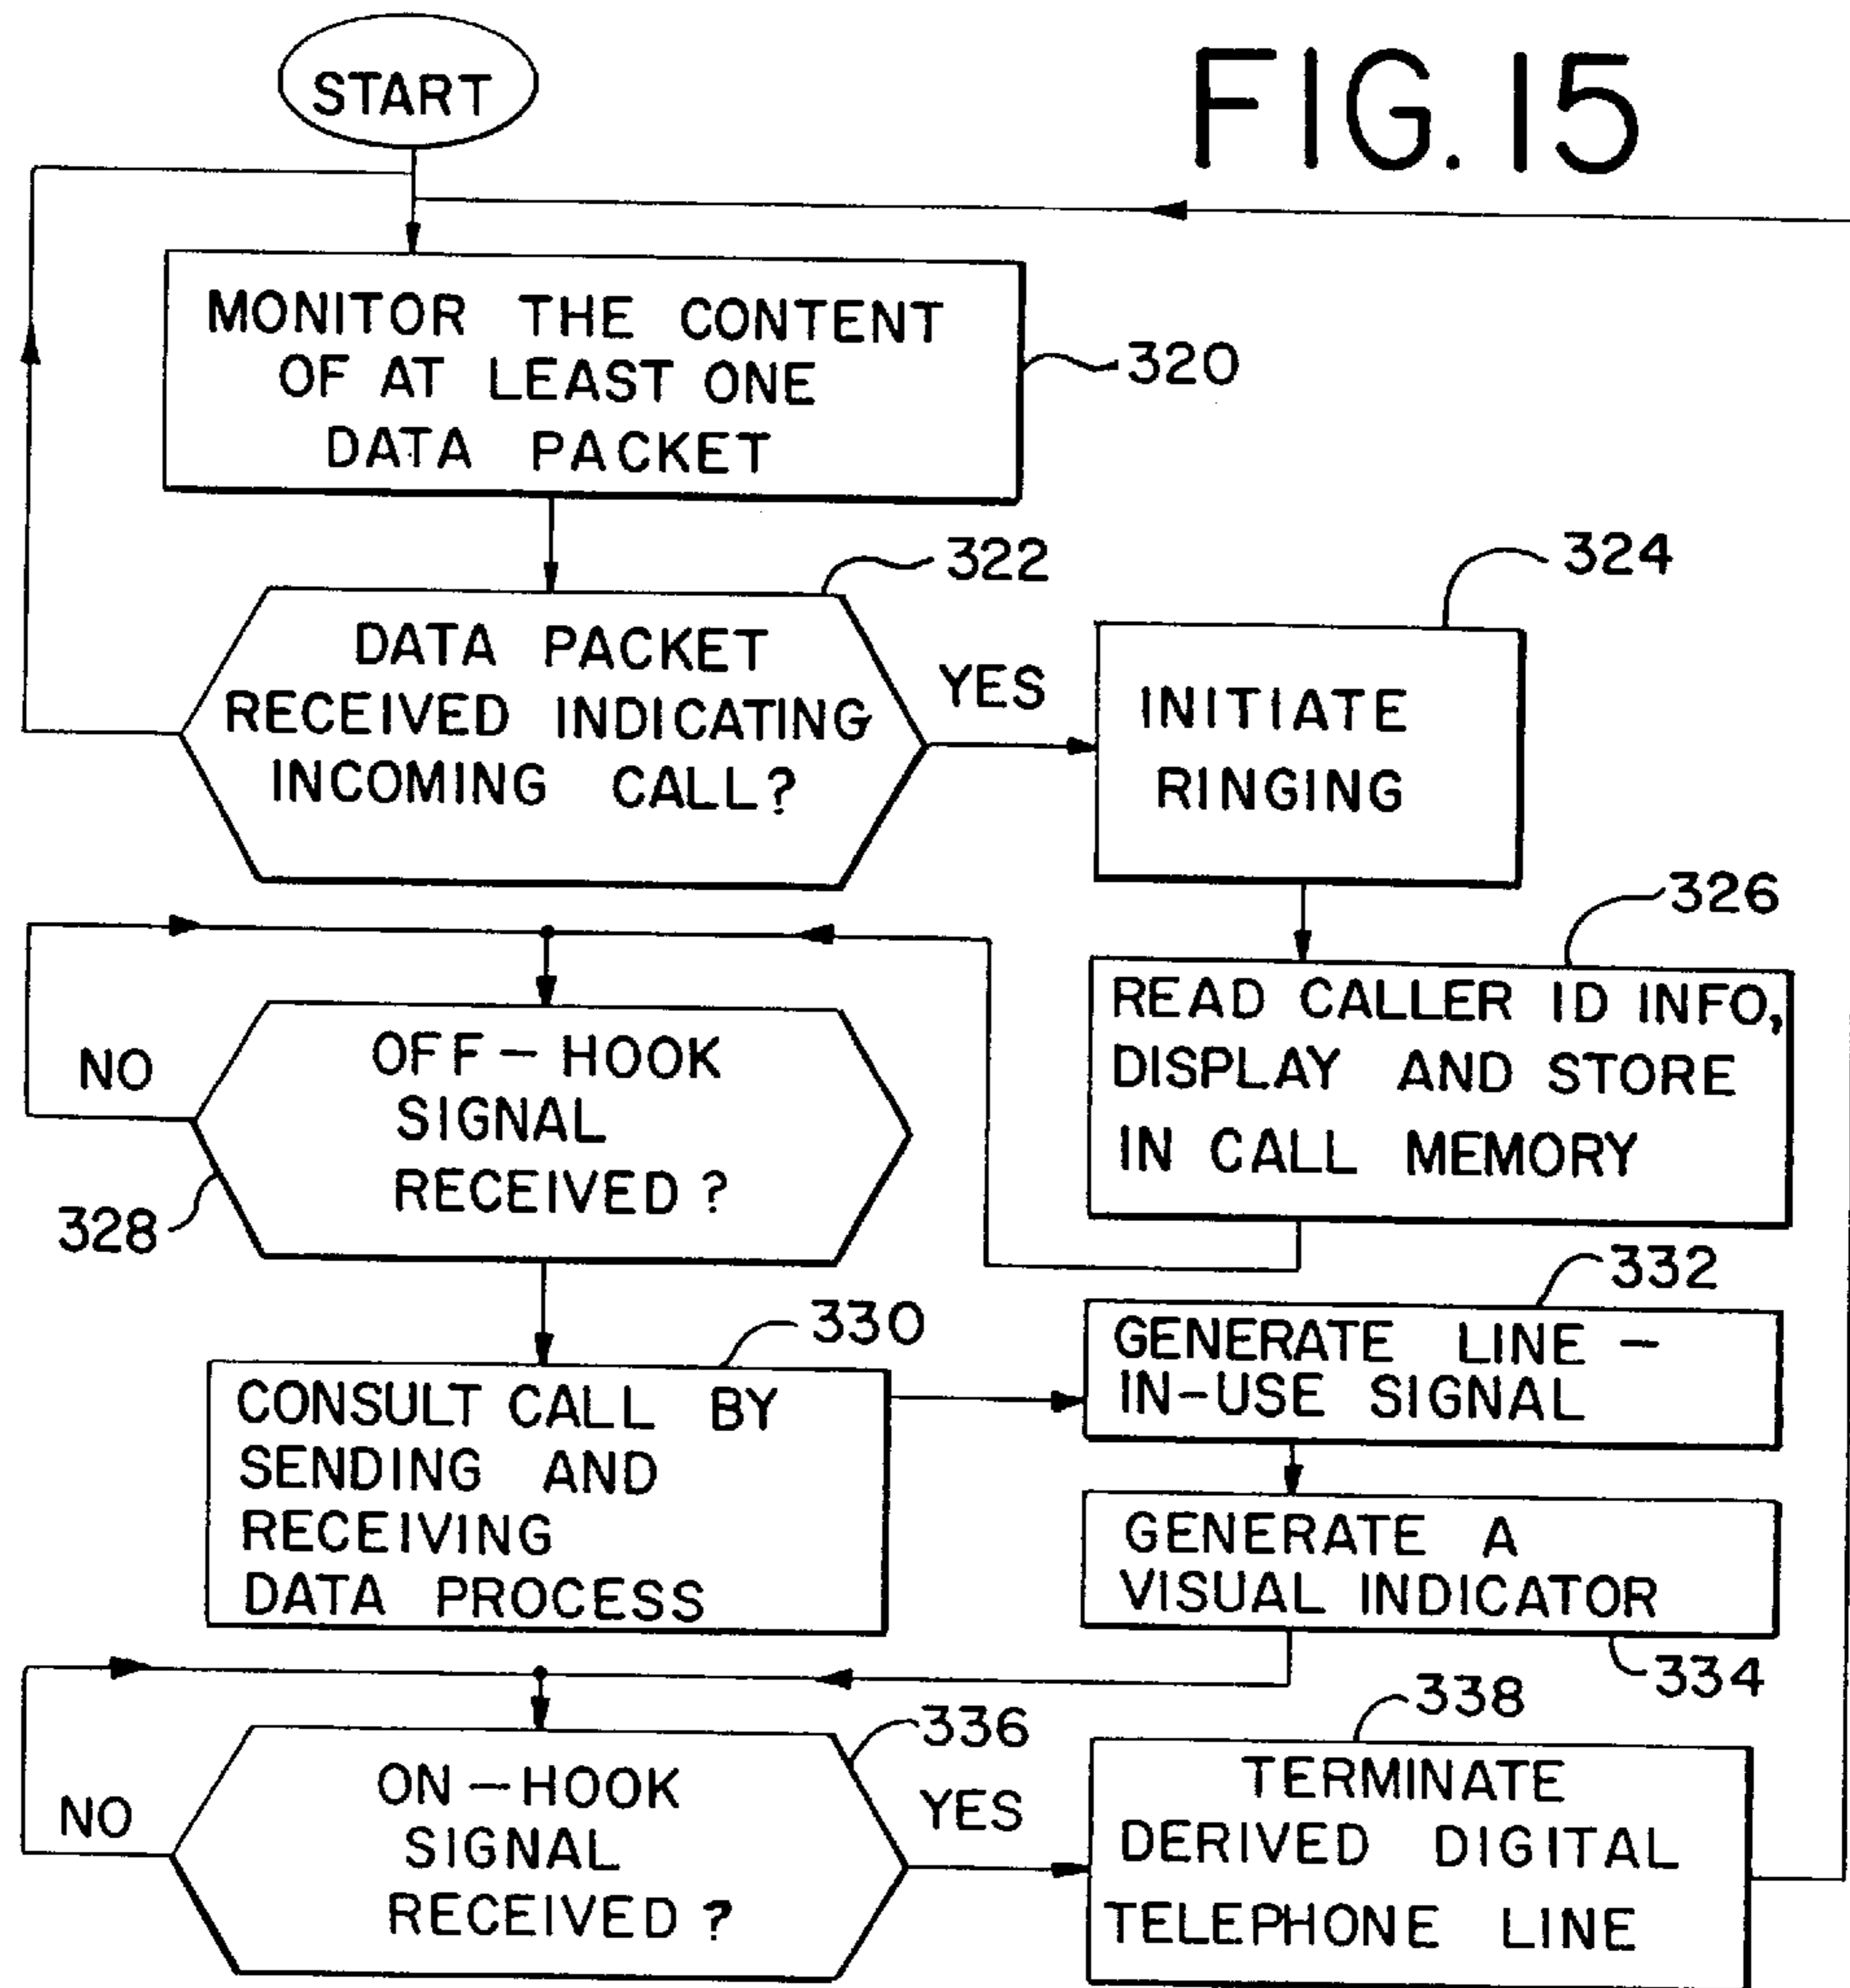 FIG. 15
START
MONITOR THE CONTENT
OF AT LEAST ONE
DATA PACKET
320
322
DATA PACKET
RECEIVED INDICATING
INCOMING CALL?
YES
324
INITIATE
RINGING
326
READ CALLER ID INFO,
DISPLAY AND STORE
IN CALL MEMORY
NO
OFF-HOOK
SIGNAL
RECEIVED?
328
330
CONSULT CALL BY
SENDING AND
RECEIVING
DATA PROCESS
332
GENERATE LINE-
IN-USE SIGNAL
GENERATE A
VISUAL INDICATOR
334
336
NO
ON-HOOK
SIGNAL
RECEIVED?
YES
338
TERMINATE
DERIVED DIGITAL
TELEPHONE LINE